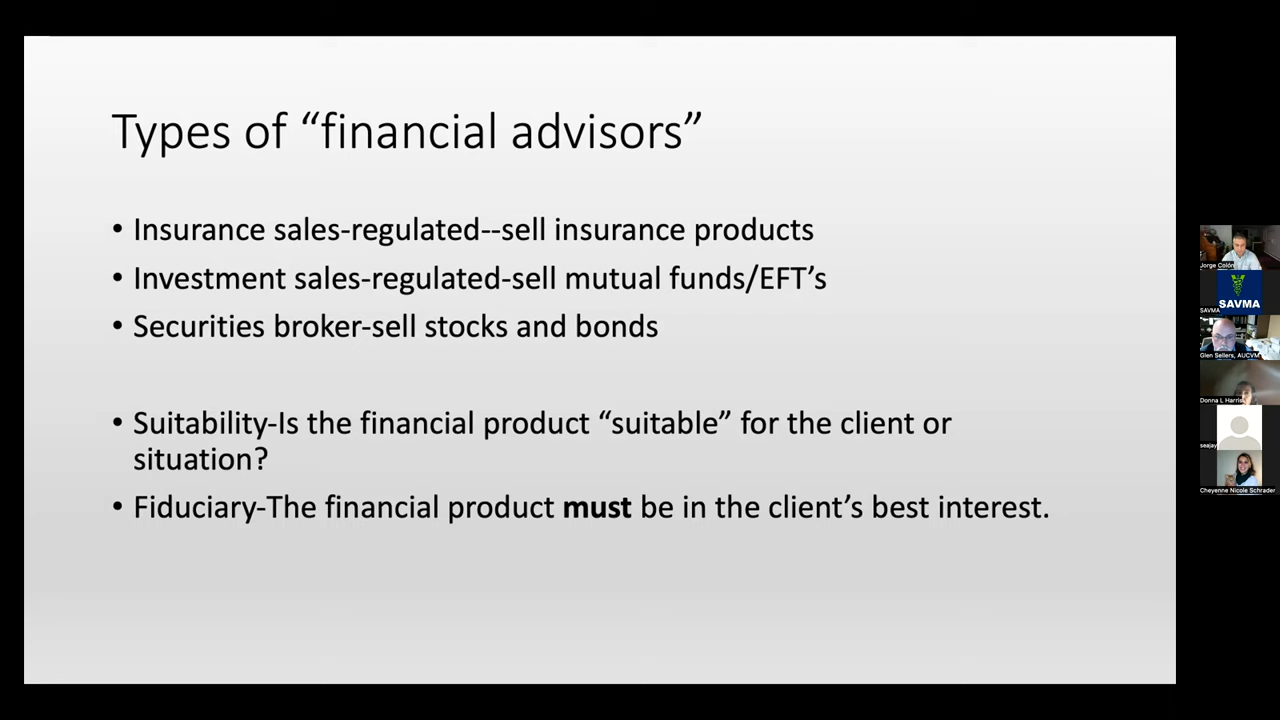 Types of “financial advisors”
• Insurance sales-regulated--sell insurance products
• Investment sales-regulated-sell mutual funds/EFT’s
• Securities broker-sell stocks and bonds
• Suitability-Is the financial product “suitable” for the client or
situation?
• Fiduciary-The financial product must be in the client’s best interest.
Jorge Colón
SAVMA
SAVMA
Glen Sellers, AUCVM
Donna L Harris
seajay
Cheyenne Nicole Schrader